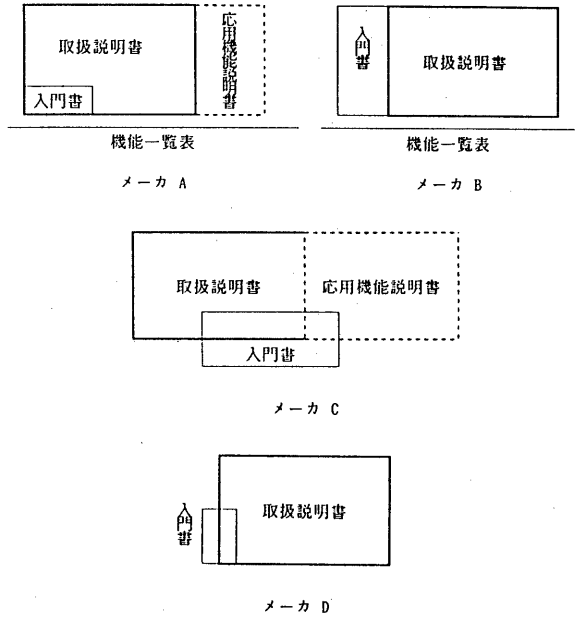 取扱説明書
応用機能説明書
入門書
機能一覧表
メーカ A
入門書
取扱説明書
機能一覧表
メーカ B
取扱説明書
応用機能説明書
入門書
メーカ C
入門書
取扱説明書
メーカ D